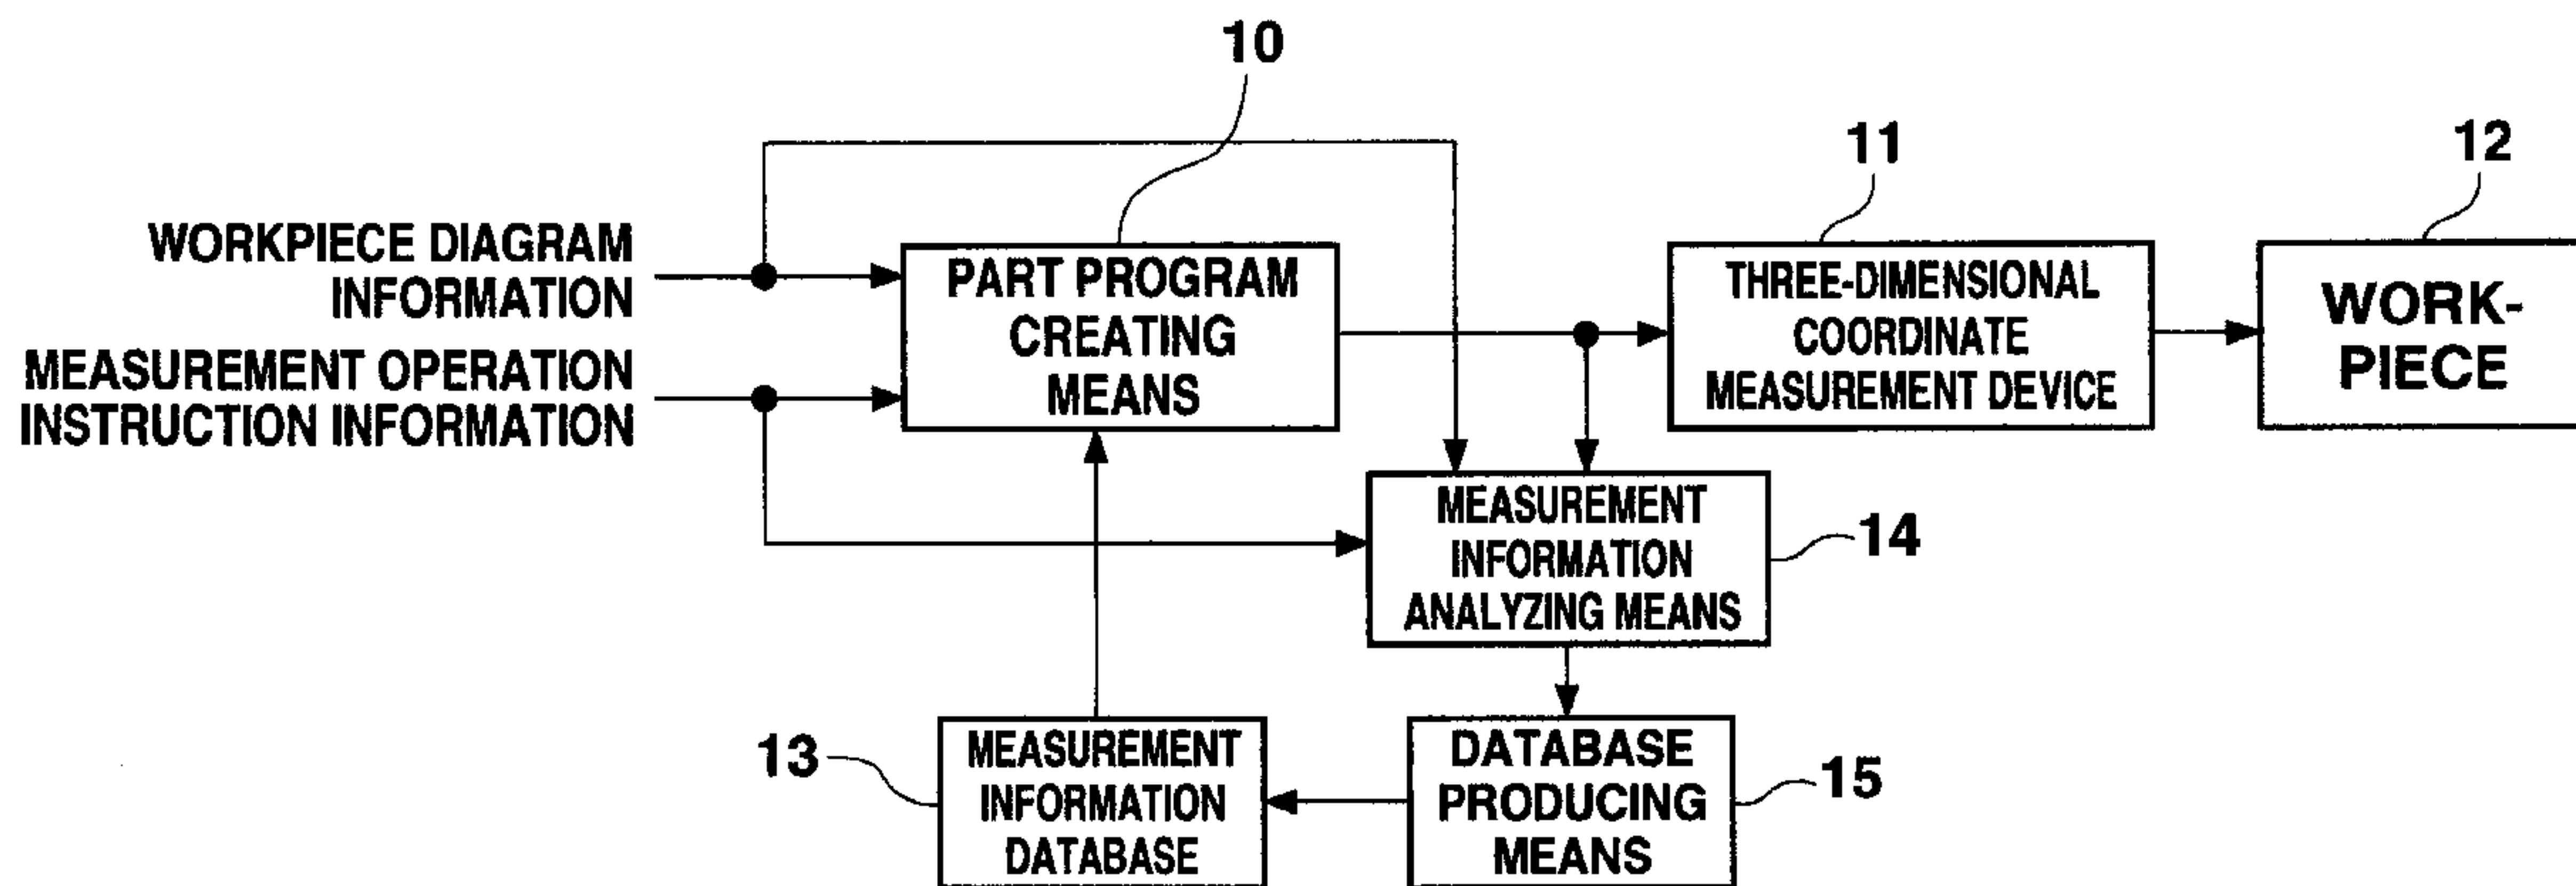 10
11
12
WORKPIECE DIAGRAM
INFORMATION
MEASUREMENT OPERATION
INSTRUCTION INFORMATION
PART PROGRAM
CREATING
MEANS
THREE-DIMENSIONAL
COORDINATE
MEASUREMENT DEVICE
WORK-
PIECE
MEASUREMENT
INFORMATION
ANALYZING MEANS
14
13
MEASUREMENT
INFORMATION
DATABASE
DATABASE
PRODUCING
MEANS
15